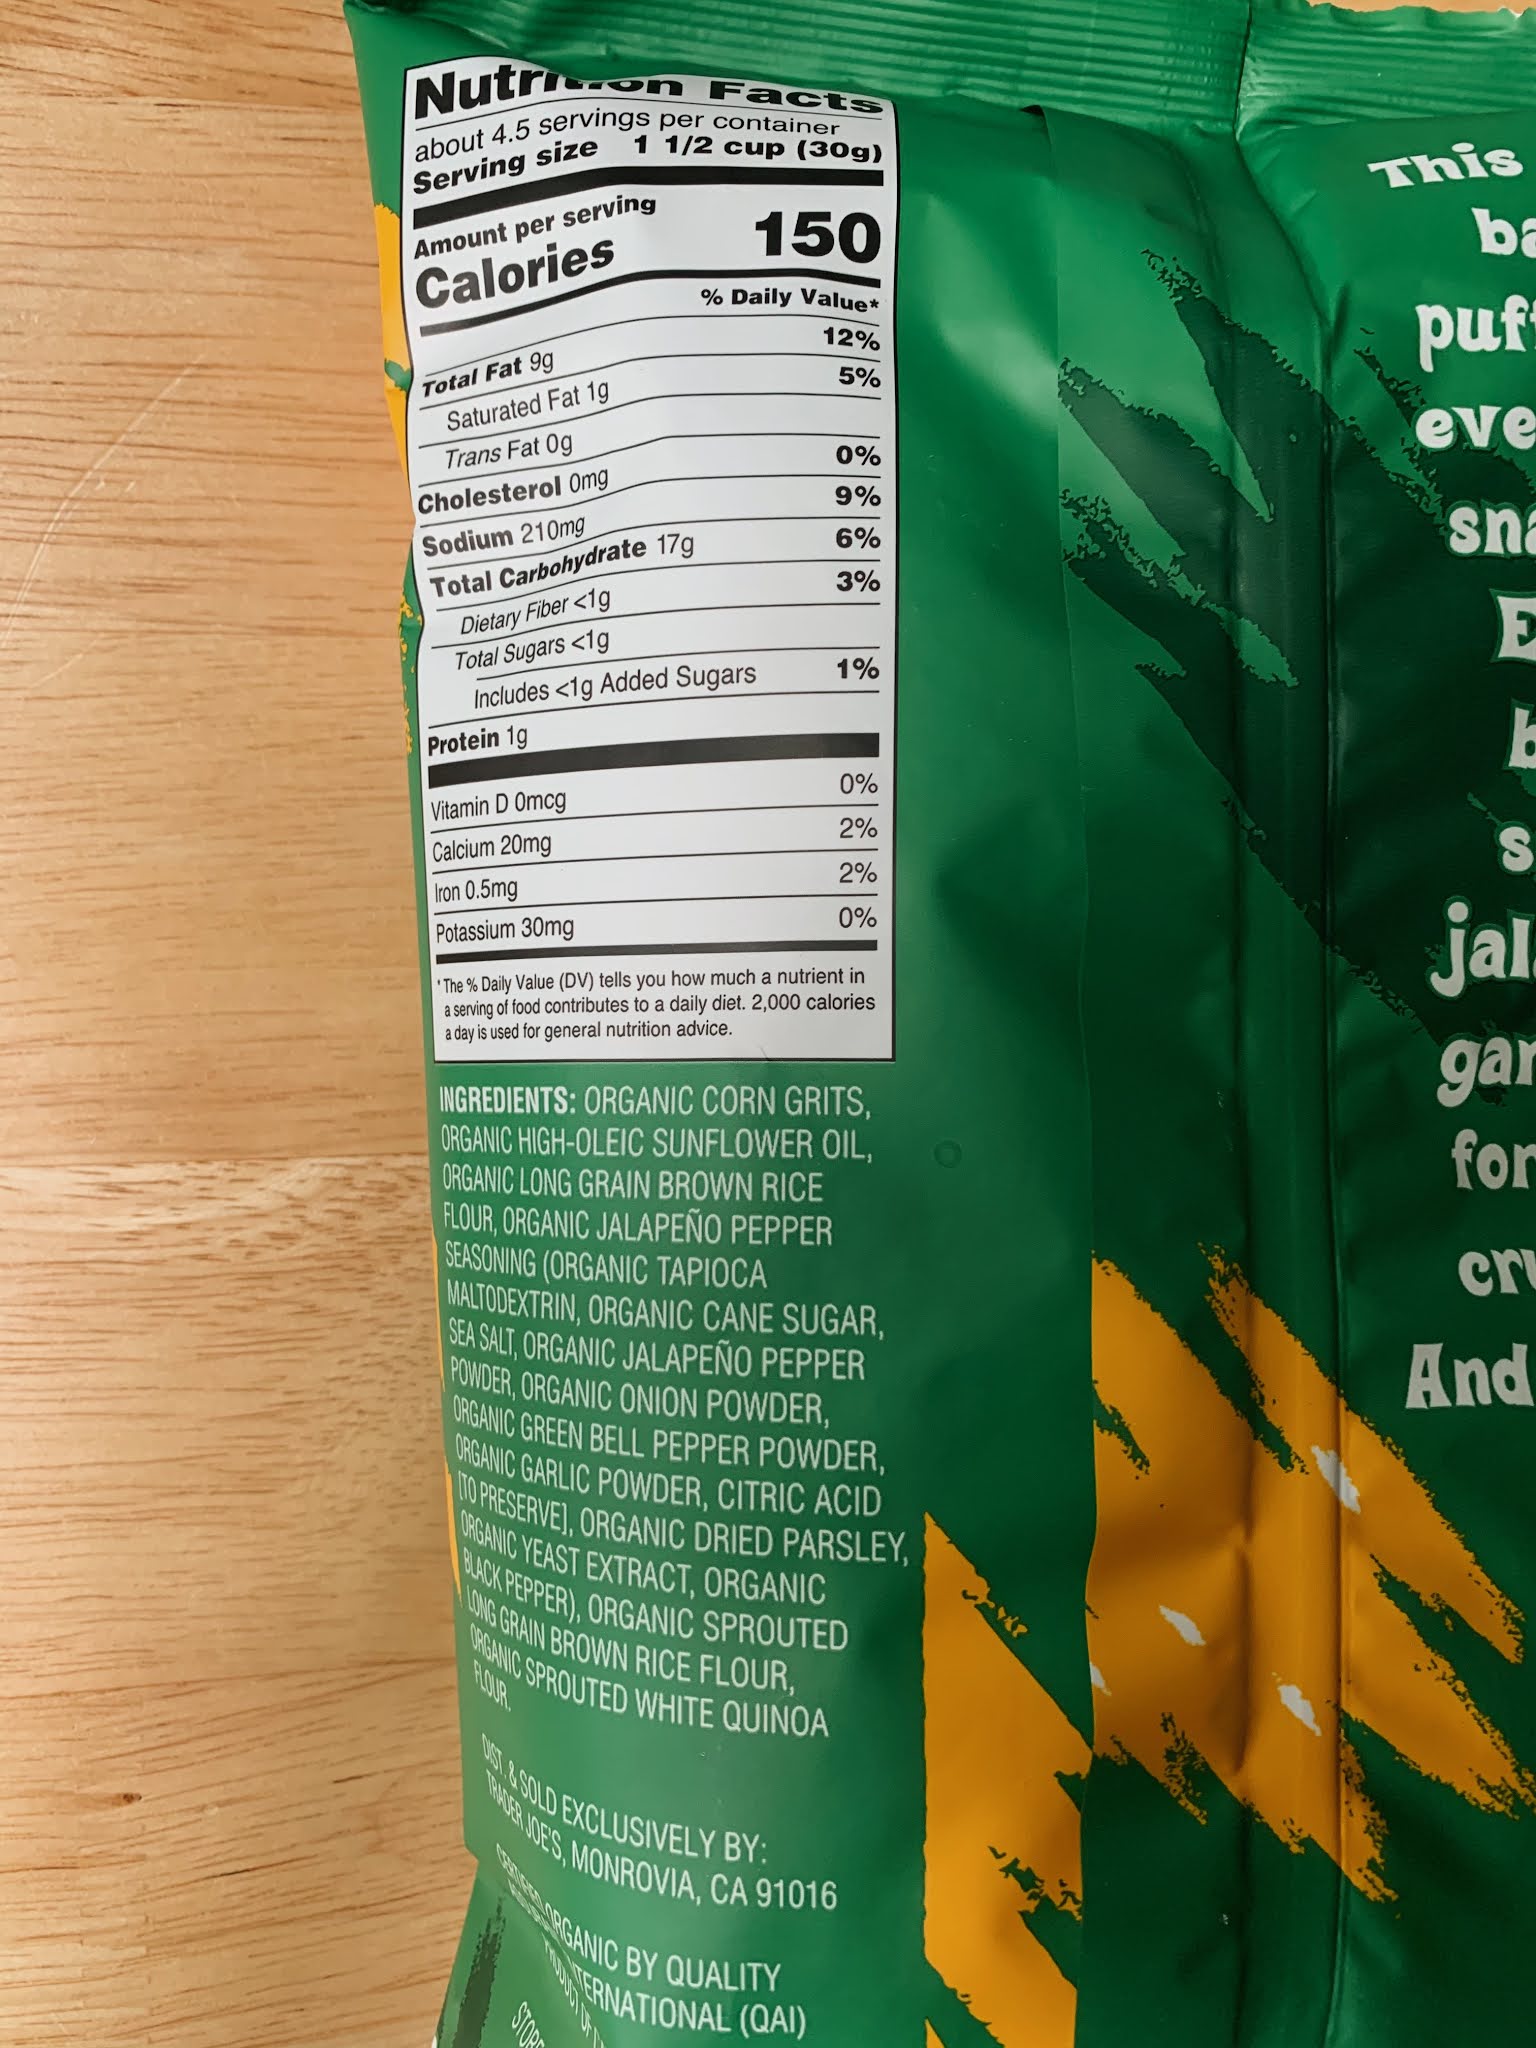 Nutrition Facts
about 4.5 servings per container
Serving size 1 1/2 cup (30g)
Amount per serving
Calories 150
% Daily Value*
Total Fat 9g 12%
Saturated Fat 1g 5%
Trans Fat 0g
Cholesterol 0mg 0%
Sodium 210mg 9%
Total Carbohydrate 17g 6%
Dietary Fiber <1g 3%
Total Sugars <1g
Includes <1g Added Sugars 1%
Protein 1g
Vitamin D 0mcg 0%
Calcium 20mg 2%
Iron 0.5mg 2%
Potassium 30mg 0%
*The % Daily Value (DV) tells you how much a nutrient in
a serving of food contributes to a daily diet. 2,000 calories
a day is used for general nutrition advice.
INGREDIENTS: ORGANIC CORN GRITS,
ORGANIC HIGH-OLEIC SUNFLOWER OIL,
ORGANIC LONG GRAIN BROWN RICE
FLOUR, ORGANIC JALAPEÑO PEPPER
SEASONING (ORGANIC TAPIOCA
MALTODEXTRIN, ORGANIC CANE SUGAR,
SEA SALT, ORGANIC JALAPEÑO PEPPER
POWDER, ORGANIC ONION POWDER,
ORGANIC GREEN BELL PEPPER POWDER,
ORGANIC GARLIC POWDER, CITRIC ACID
[TO PRESERVE], ORGANIC DRIED PARSLEY,
ORGANIC YEAST EXTRACT, ORGANIC
BLACK PEPPER), ORGANIC SPROUTED
LONG GRAIN BROWN RICE FLOUR,
ORGANIC SPROUTED WHITE QUINOA
FLOUR.
DIST. & SOLD EXCLUSIVELY BY:
TRADER JOE'S, MONROVIA, CA 91016
CERTIFIED ORGANIC BY QUALITY
INTERNATIONAL (QAI)
PRODUCT OF
This
ba
puf
eve
sna
E
b
s
jal
gar
for
cru
And